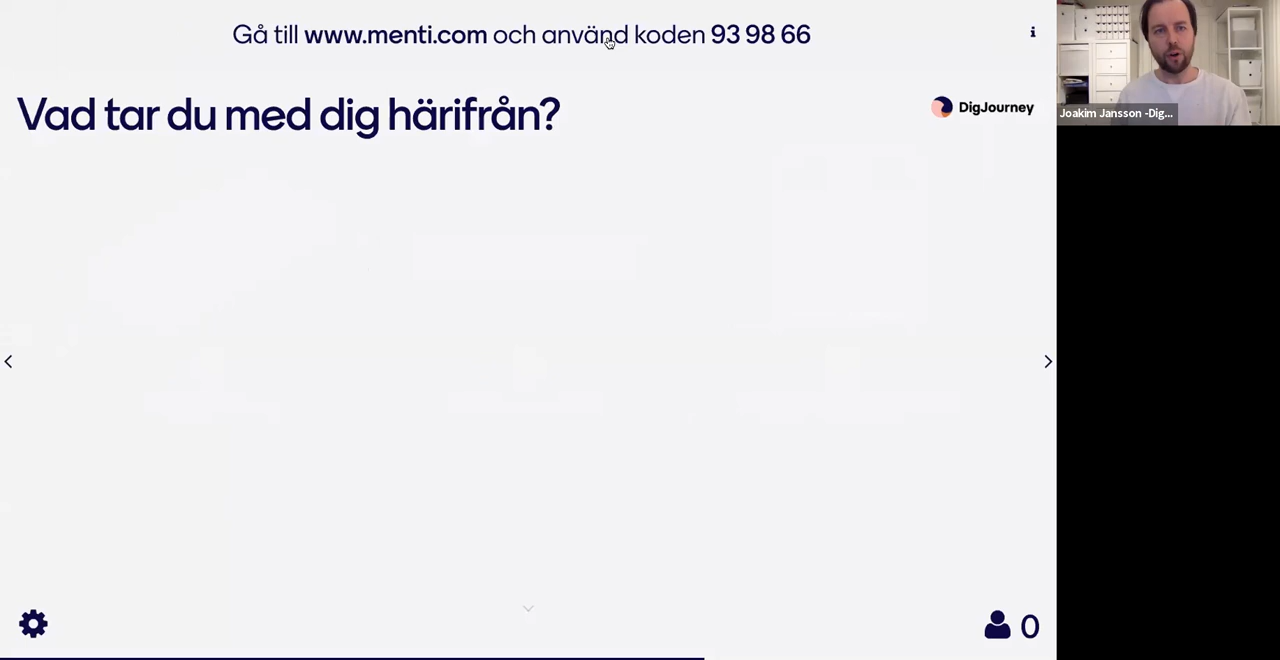 Gå till www.menti.com och använd koden 93 98 66
i
Vad tar du med dig härifrån?
DigJourney
Joakim Jansson -Dig...
0